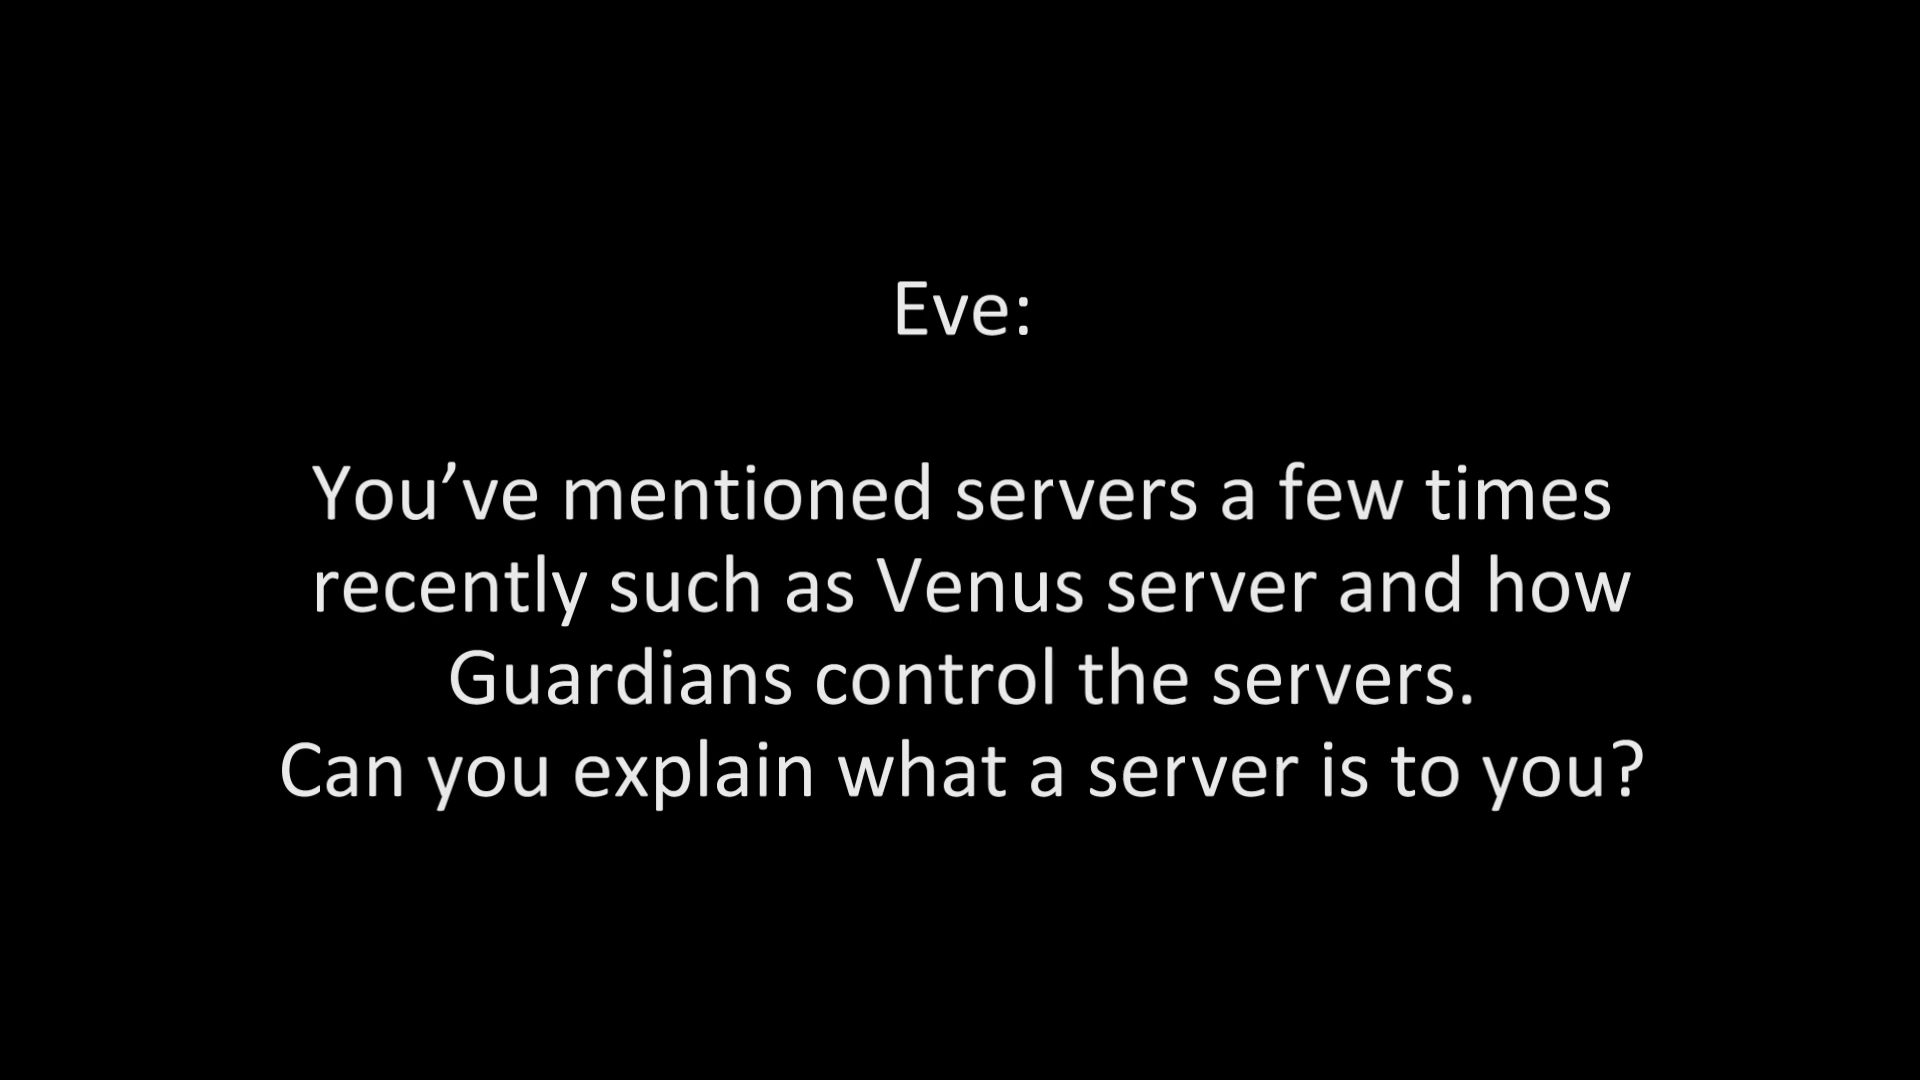 Eve:
You’ve mentioned servers a few times
recently such as Venus server and how
Guardians control the servers.
Can you explain what a server is to you?